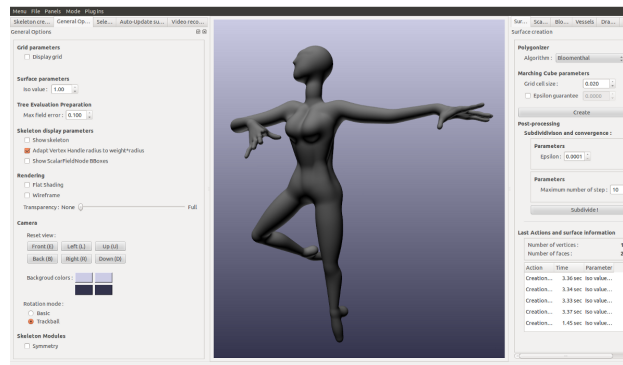 Menu File Panels Mode Plugins
Skeleton cre... General Op... Sele... Auto-Update su... Video reco...
General Options
Grid parameters
Display grid
Surface parameters
Iso value : 1.00
Tree Evaluation Preparation
Max Field error : 0.100
Skeleton display parameters
Show skeleton
Adapt Vertex Handle radius to weight*radius
Show ScalarFieldNode BBoxes
Rendering
Flat Shading
Wireframe
Transparency : None Full
Camera
Reset view :
Front (E) Left (L) Up (U)
Back (B) Right (R) Down (D)
Backgroud colors :
Rotation mode :
Basic
Trackball
Skeleton Modules
Symmetry
Sur... Sca... Blo... Vessels Dra...
Surface creation
Polygonizer
Algorithm : Bloomenthal
Marching Cube parameters
Grid cell size : 0.020
Epsilon guarantee 0.0000
Create
Post-processing
Subdivision and convergence :
Parameters
Epsilon : 0.0001
Parameters
Maximum number of step : 10
Subdivide !
Last Actions and surface information
Number of vertices : 1
Number of faces : 2
Action Time Parameter
Creation... 3.36 sec Iso value...
Creation... 3.34 sec Iso value...
Creation... 3.33 sec Iso value...
Creation... 3.37 sec Iso value...
Creation... 1.45 sec Iso value...